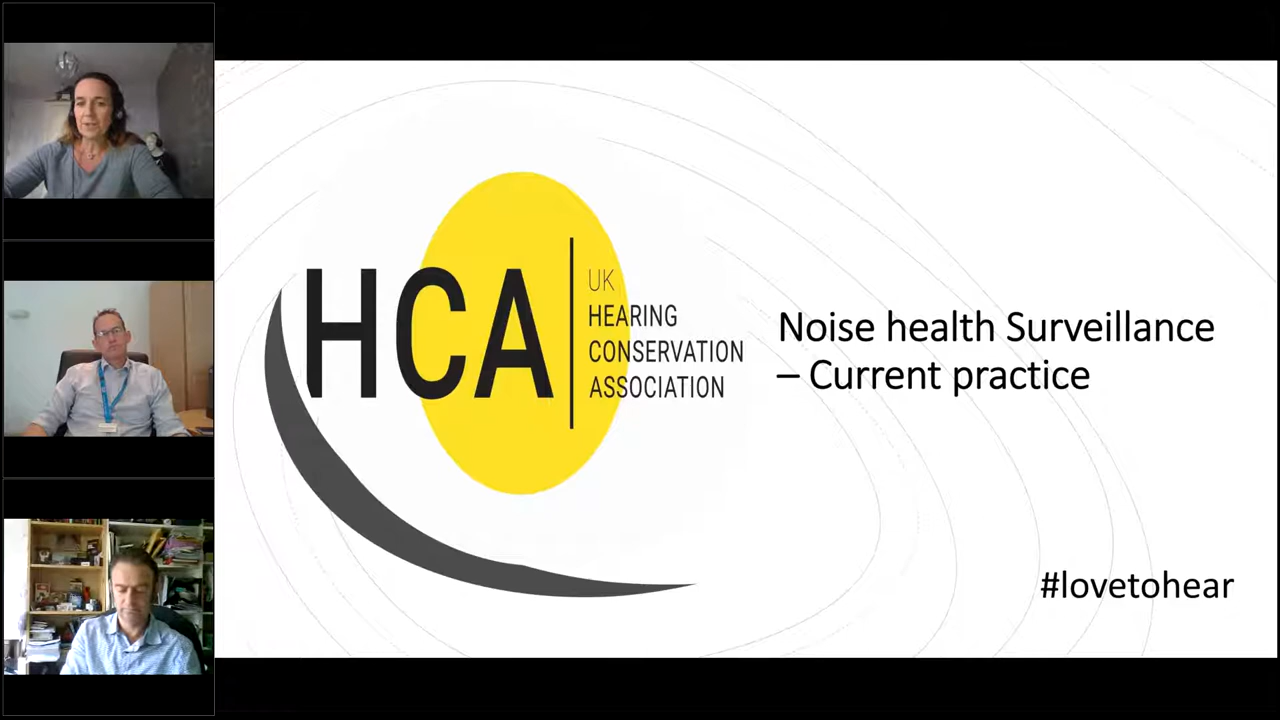 HCA
UK
HEARING
CONSERVATION
ASSOCIATION
Noise health Surveillance
– Current practice
#lovetohear